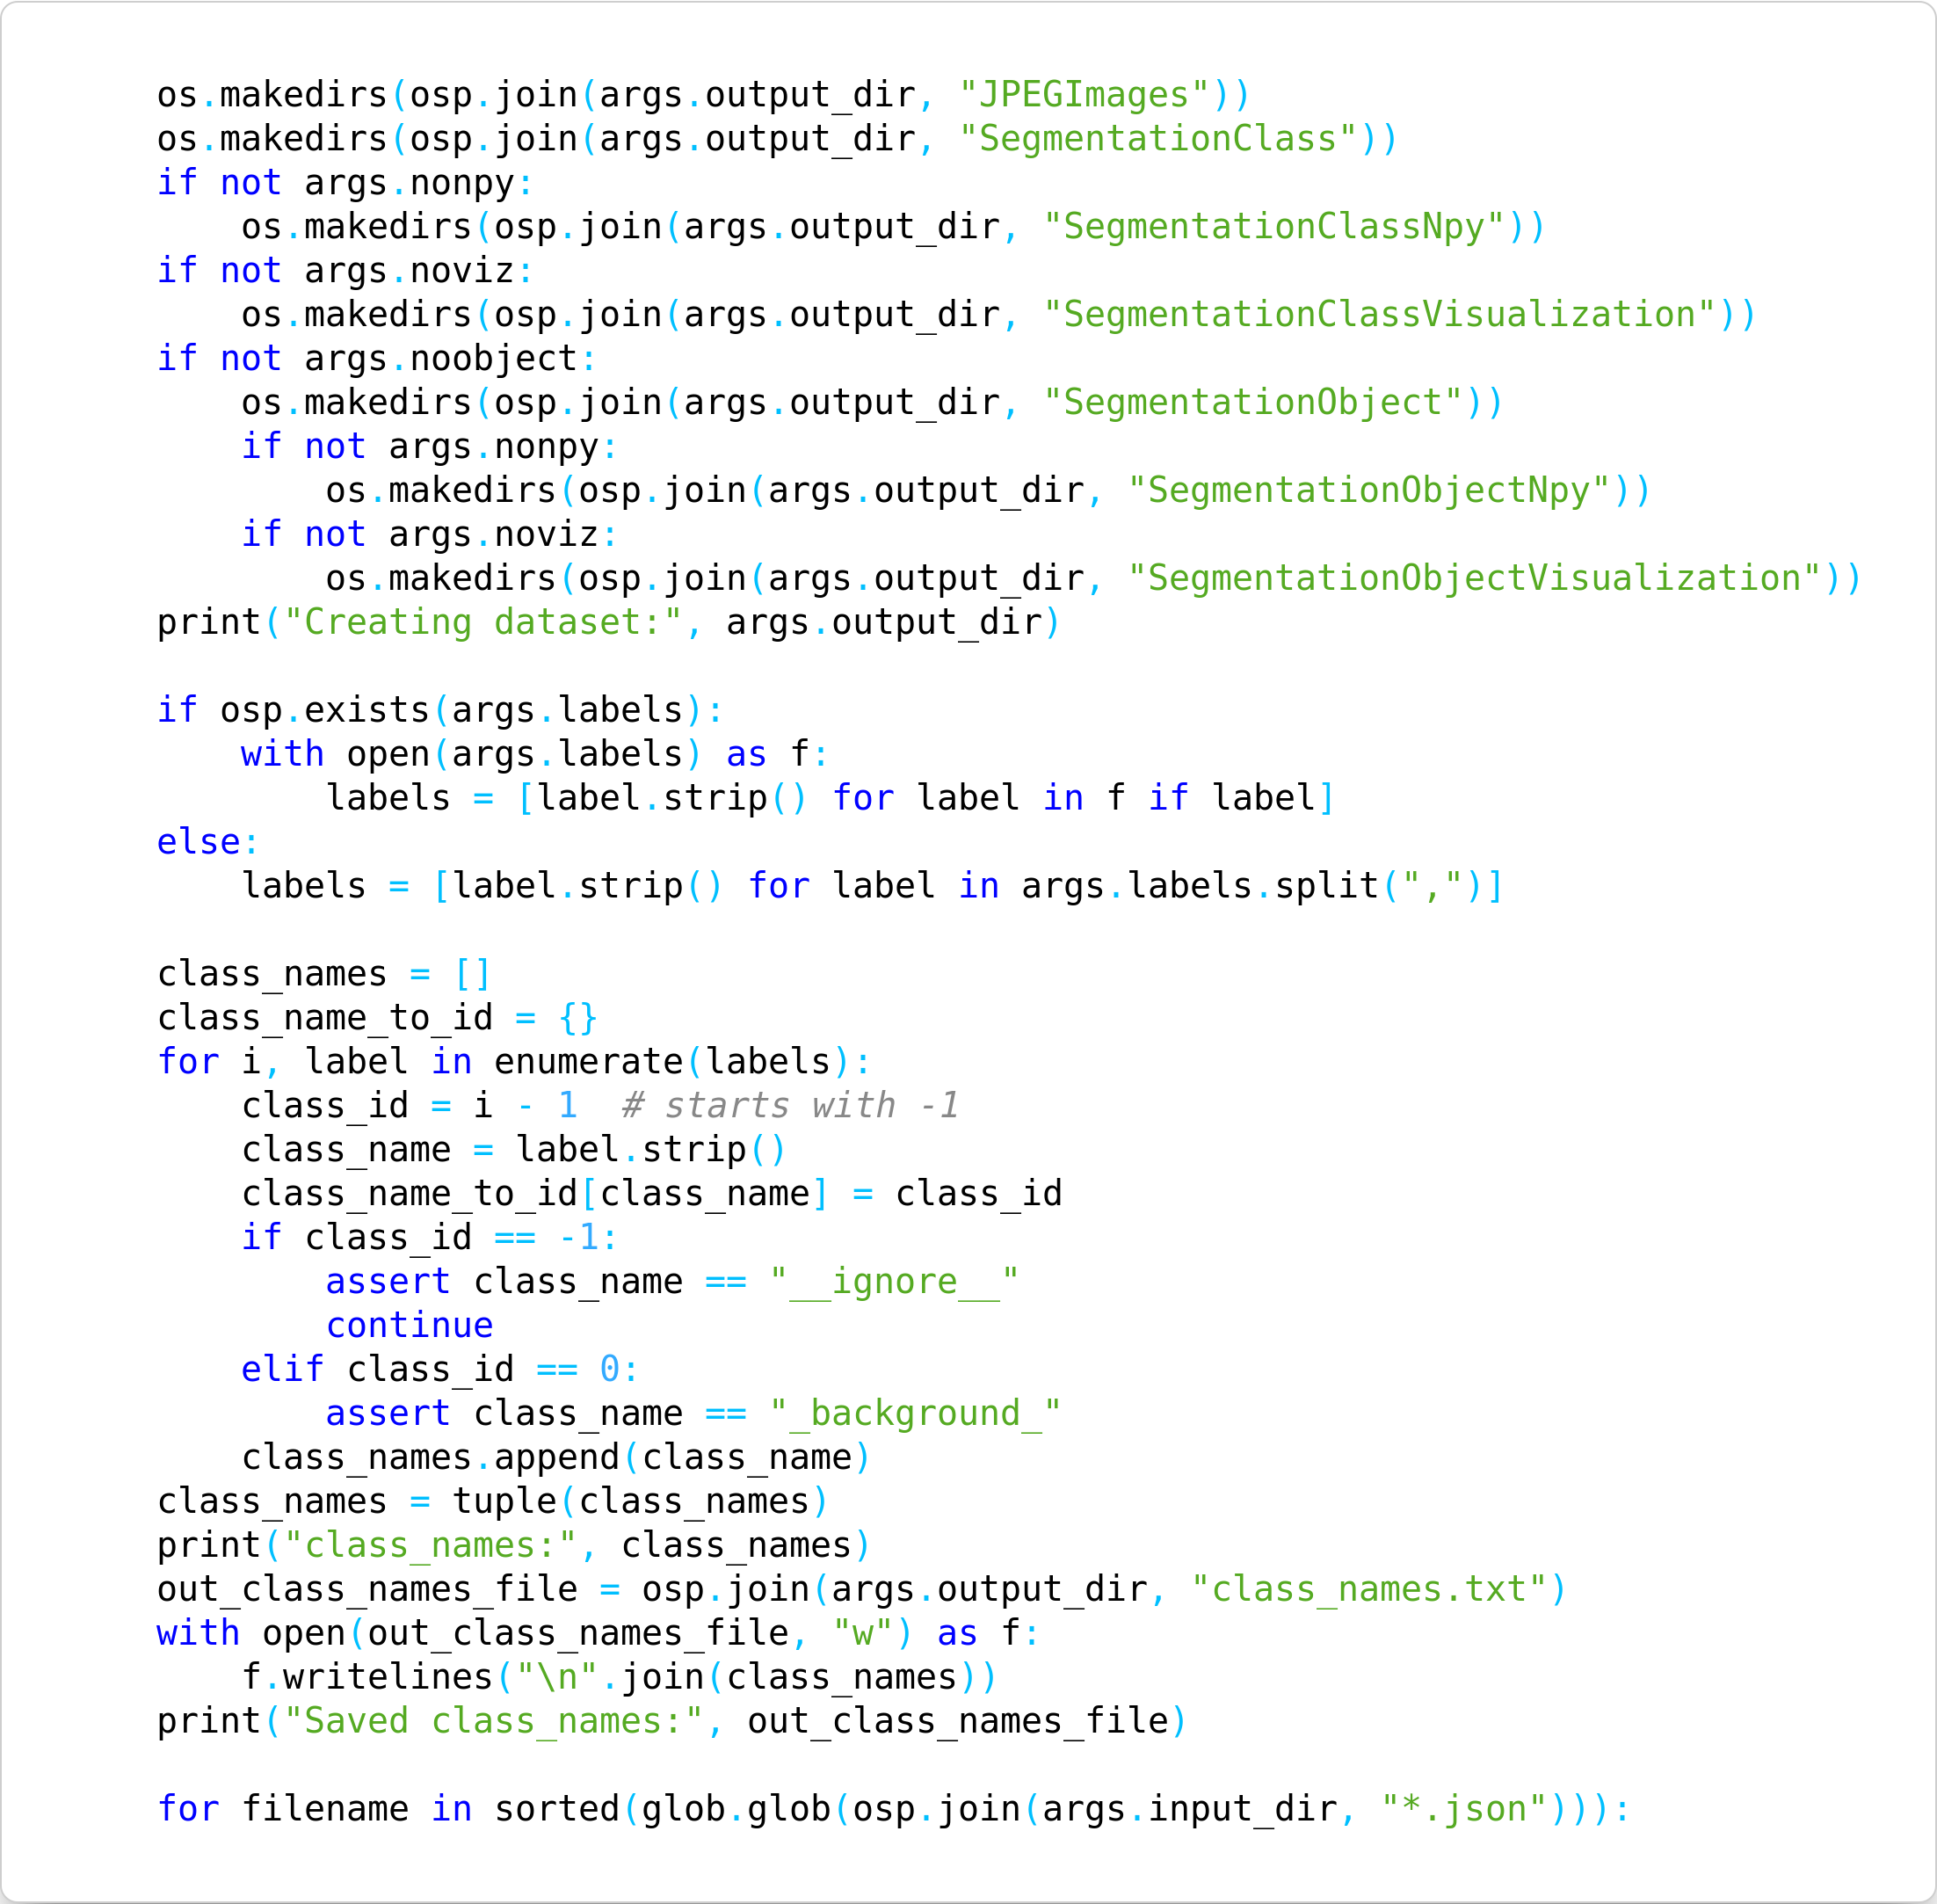 os.makedirs(osp.join(args.output_dir, "JPEGImages"))
os.makedirs(osp.join(args.output_dir, "SegmentationClass"))
if not args.nonpy:
    os.makedirs(osp.join(args.output_dir, "SegmentationClassNpy"))
if not args.noviz:
    os.makedirs(osp.join(args.output_dir, "SegmentationClassVisualization"))
if not args.noobject:
    os.makedirs(osp.join(args.output_dir, "SegmentationObject"))
    if not args.nonpy:
        os.makedirs(osp.join(args.output_dir, "SegmentationObjectNpy"))
    if not args.noviz:
        os.makedirs(osp.join(args.output_dir, "SegmentationObjectVisualization"))
print("Creating dataset:", args.output_dir)

if osp.exists(args.labels):
    with open(args.labels) as f:
        labels = [label.strip() for label in f if label]
else:
    labels = [label.strip() for label in args.labels.split(",")]

class_names = []
class_name_to_id = {}
for i, label in enumerate(labels):
    class_id = i - 1  # starts with -1
    class_name = label.strip()
    class_name_to_id[class_name] = class_id
    if class_id == -1:
        assert class_name == "__ignore__"
        continue
    elif class_id == 0:
        assert class_name == "_background_"
    class_names.append(class_name)
class_names = tuple(class_names)
print("class_names:", class_names)
out_class_names_file = osp.join(args.output_dir, "class_names.txt")
with open(out_class_names_file, "w") as f:
    f.writelines("\n".join(class_names))
print("Saved class_names:", out_class_names_file)

for filename in sorted(glob.glob(osp.join(args.input_dir, "*.json"))):